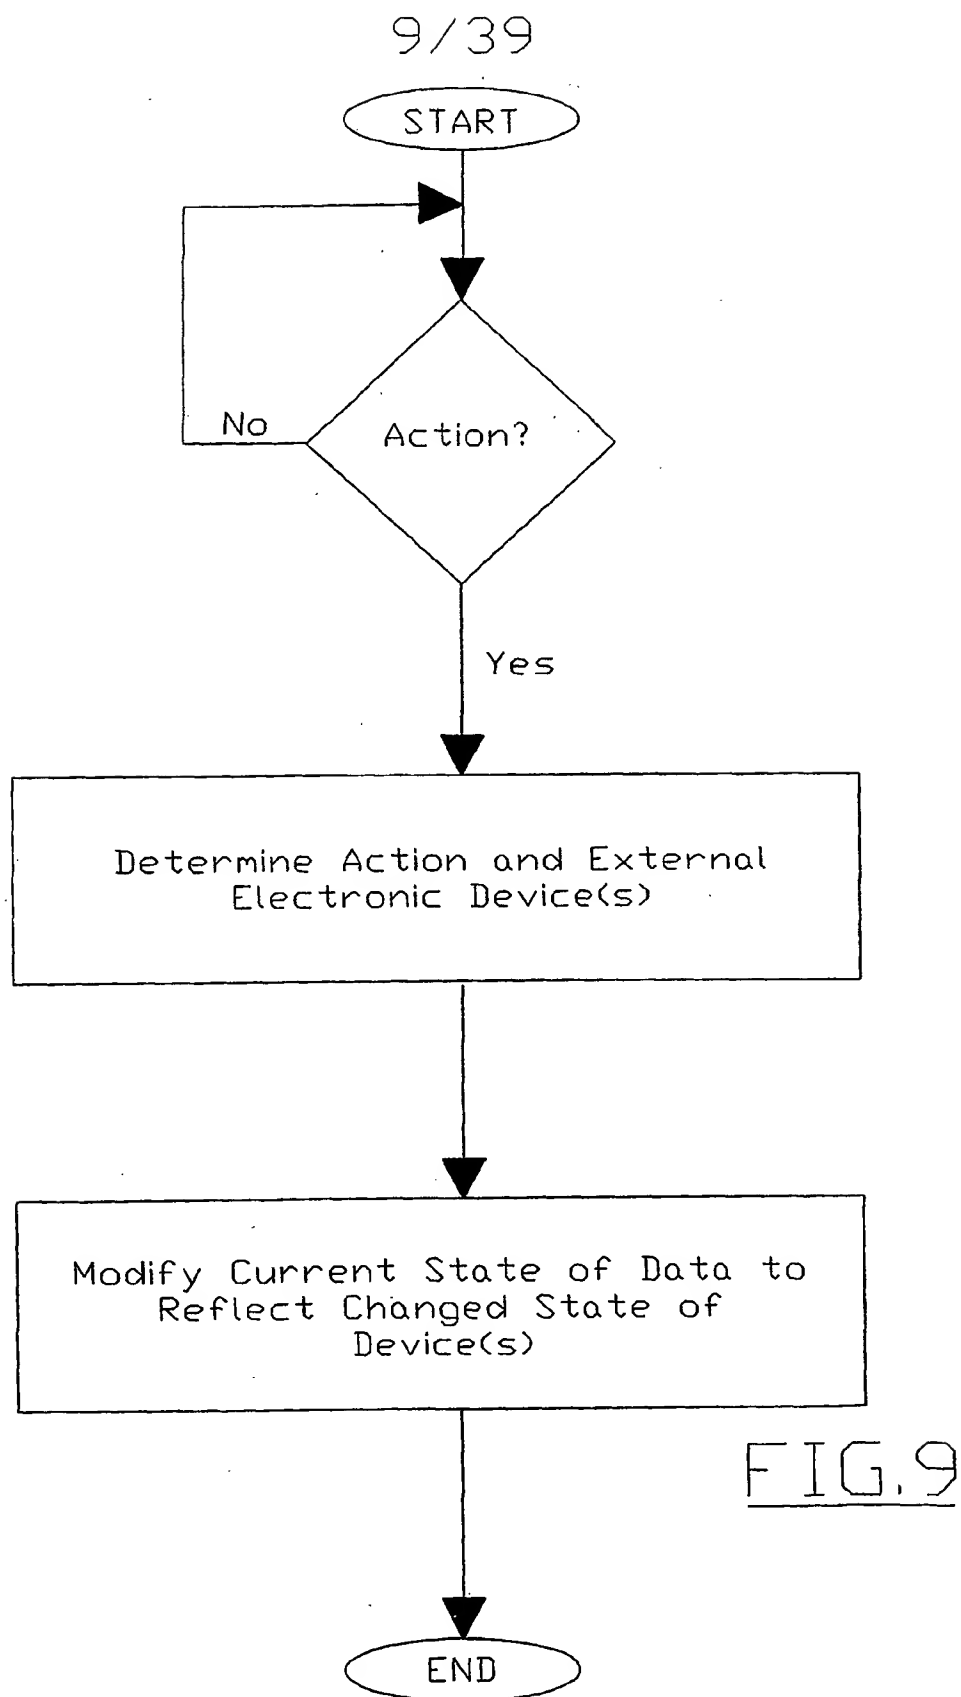 9/39
START
Action?
No
Yes
Determine Action and External
Electronic Device(s)
Modify Current State of Data to
Reflect Changed State of
Device(s)
FIG.9
END